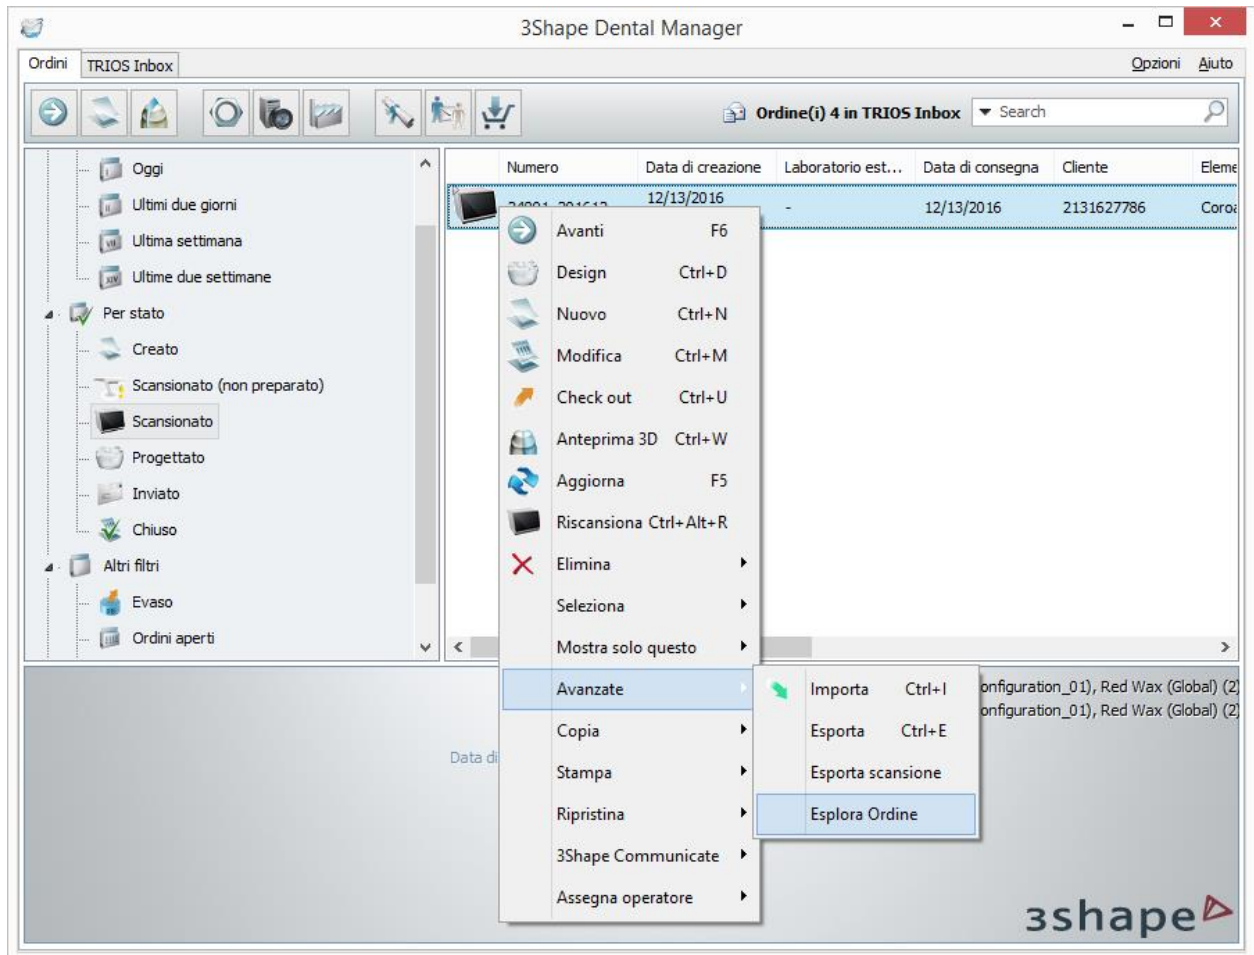 3Shape Dental Manager
Ordini TRIOS Inbox Opzioni Aiuto
Ordine(i) 4 in TRIOS Inbox Search
Oggi
Ultimi due giorni
Ultima settimana
Ultime due settimane
Per stato
Creato
Scansionato (non preparato)
Scansionato
Progettato
Inviato
Chiuso
Altri filtri
Evaso
Ordini aperti
Numero Data di creazione Laboratorio est... Data di consegna Cliente Eleme
12/13/2016
- 12/13/2016 2131627786 Coroa
Avanti F6
Design Ctrl+D
Nuovo Ctrl+N
Modifica Ctrl+M
Check out Ctrl+U
Anteprima 3D Ctrl+W
Aggiorna F5
Riscansiona Ctrl+Alt+R
Elimina
Seleziona
Mostra solo questo
Avanzate
Copia
Stampa
Ripristina
3Shape Communicate
Assegna operatore
Importa Ctrl+I
Esporta Ctrl+E
Esporta scansione
Esplora Ordine
onfiguration_01), Red Wax (Global) (2)
onfiguration_01), Red Wax (Global) (2)
Data di
3shape